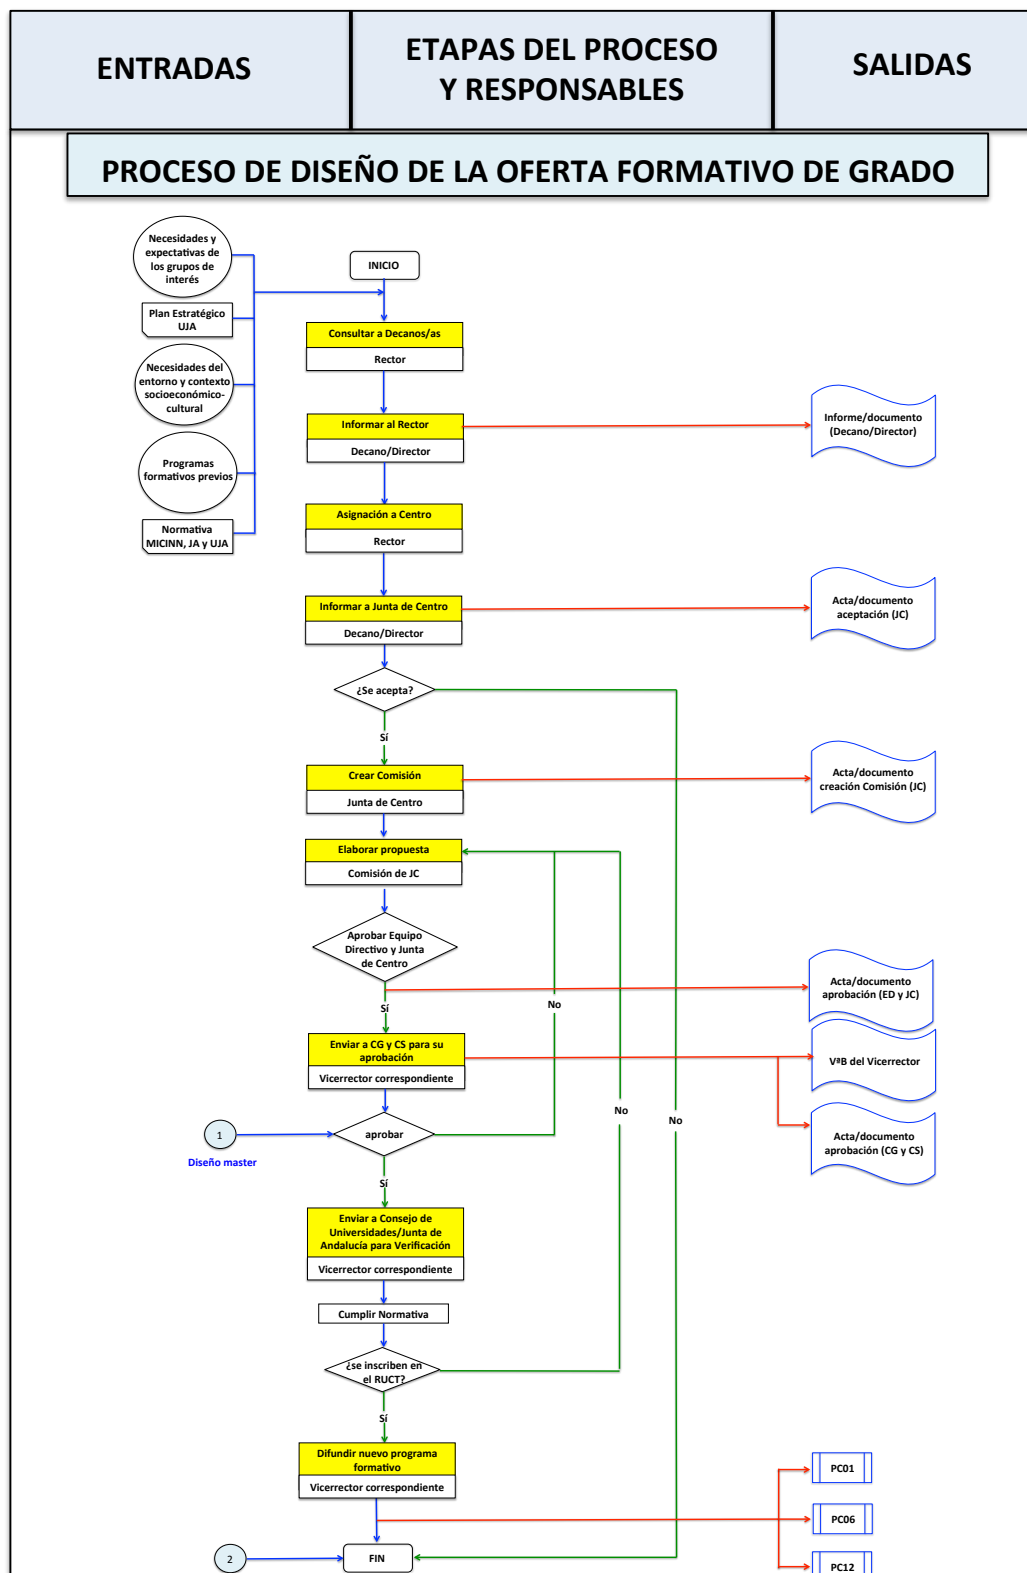 ENTRADAS
ETAPAS DEL PROCESO
Y RESPONSABLES
SALIDAS
PROCESO DE DISEÑO DE LA OFERTA FORMATIVO DE GRADO
Necesidades y
expectativas de
los grupos de
interés
INICIO
Plan Estratégico
UJA
Consultar a Decanos/as
Rector
Necesidades del
entorno y contexto
socioeconómico-
cultural
Informar al Rector
Decano/Director
Informe/documento
(Decano/Director)
Programas
formativos previos
Asignación a Centro
Rector
Normativa
MICINN, JA y UJA
Informar a Junta de Centro
Decano/Director
Acta/documento
aceptación (JC)
¿Se acepta?
Sí
Crear Comisión
Junta de Centro
Acta/documento
creación Comisión (JC)
Elaborar propuesta
Comisión de JC
Aprobar Equipo
Directivo y Junta
de Centro
Acta/documento
aprobación (ED y JC)
Sí
No
Enviar a CG y CS para su
aprobación
Vicerrector correspondiente
VªB del Vicerrector
No
No
1
Diseño master
aprobar
Acta/documento
aprobación (CG y CS)
Sí
Enviar a Consejo de
Universidades/Junta de
Andalucía para Verificación
Vicerrector correspondiente
Cumplir Normativa
¿se inscriben en
el RUCT?
Sí
Difundir nuevo programa
formativo
Vicerrector correspondiente
PC01
PC06
2
FIN
PC12